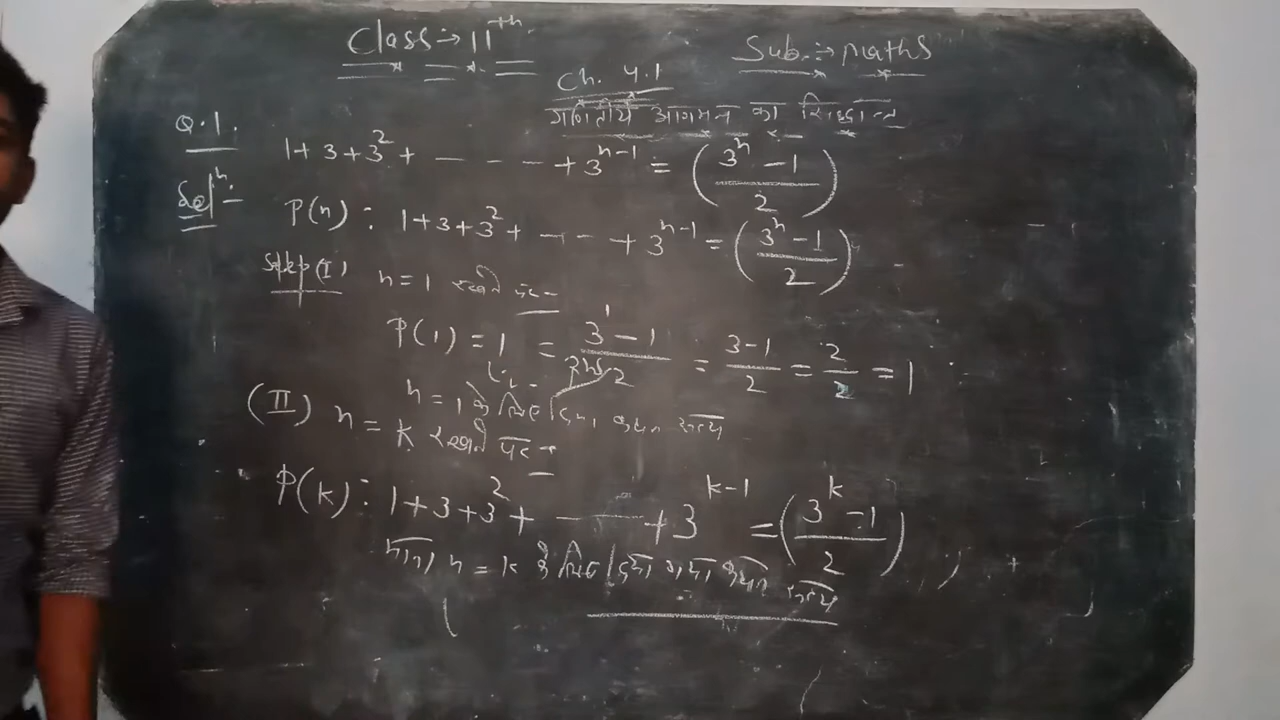 Class:→ 11th
Sub.:→ maths
Ch. 4.1
गणितीय आगमन का सिद्धान्त
Q.1. 1+3+3²+ ---- +3ⁿ⁻¹ = ((3ⁿ-1)/2)
Solⁿ:-
P(n): 1+3+3²+ --- +3ⁿ⁻¹ = ((3ⁿ-1)/2)
Step(I) n=1 रखने पर-
P(1) = 1 = (3¹-1)/2 = (3-1)/2 = 2/2 = 1
n=1 के लिए कथन सत्य
(II) n = k रखने पर→
P(k): 1+3+3²+ ---- +3ᵏ⁻¹ = ((3ᵏ-1)/2)
माना n = k के लिए दिया गया कथन सत्य